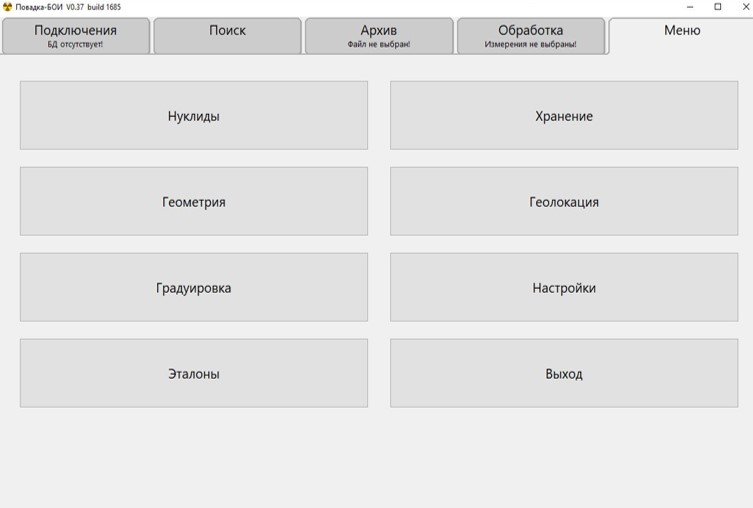 Повадка-БОИ V0.37 build 1685
Подключения
БД отсутствует!
Поиск
Архив
Файл не выбран!
Обработка
Измерения не выбраны!
Меню
Нуклиды
Хранение
Геометрия
Геолокация
Градуировка
Настройки
Эталоны
Выход